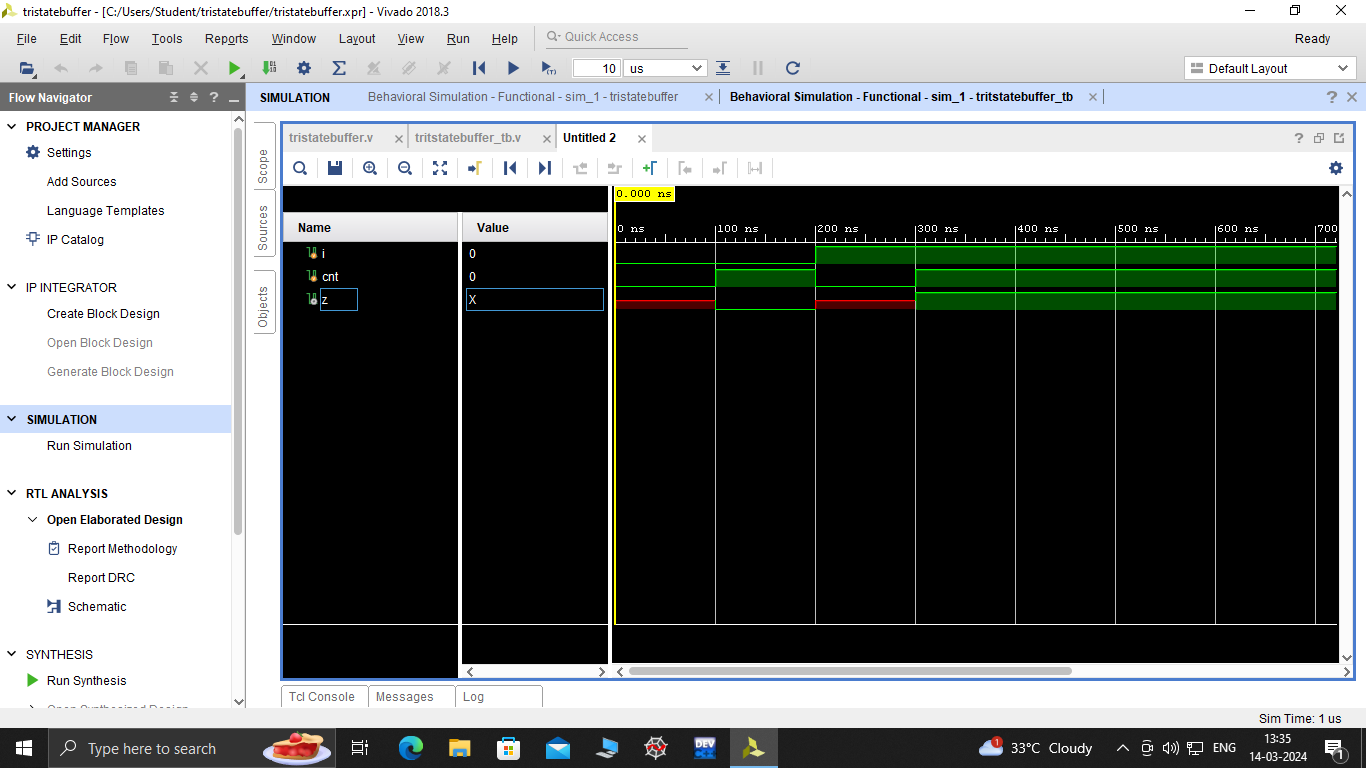 tristatebuffer - [C:/Users/Student/tristatebuffer/tristatebuffer.xpr] - Vivado 2018.3
File Edit Flow Tools Reports Window Layout View Run Help Quick Access Ready
10 us Default Layout
Flow Navigator
SIMULATION Behavioral Simulation - Functional - sim_1 - tristatebuffer Behavioral Simulation - Functional - sim_1 - tritstatebuffer_tb
PROJECT MANAGER
Settings
Add Sources
Language Templates
IP Catalog
IP INTEGRATOR
Create Block Design
Open Block Design
Generate Block Design
SIMULATION
Run Simulation
RTL ANALYSIS
Open Elaborated Design
Report Methodology
Report DRC
Schematic
SYNTHESIS
Run Synthesis
Open Synthesized Design
Scope
Sources
Objects
tristatebuffer.v tritstatebuffer_tb.v Untitled 2
0.000 ns
Name Value
0 ns 100 ns 200 ns 300 ns 400 ns 500 ns 600 ns 700
i 0
cnt 0
z X
Tcl Console Messages Log
Sim Time: 1 us
Type here to search
DEV
1 33°C Cloudy ENG
13:35
14-03-2024
1